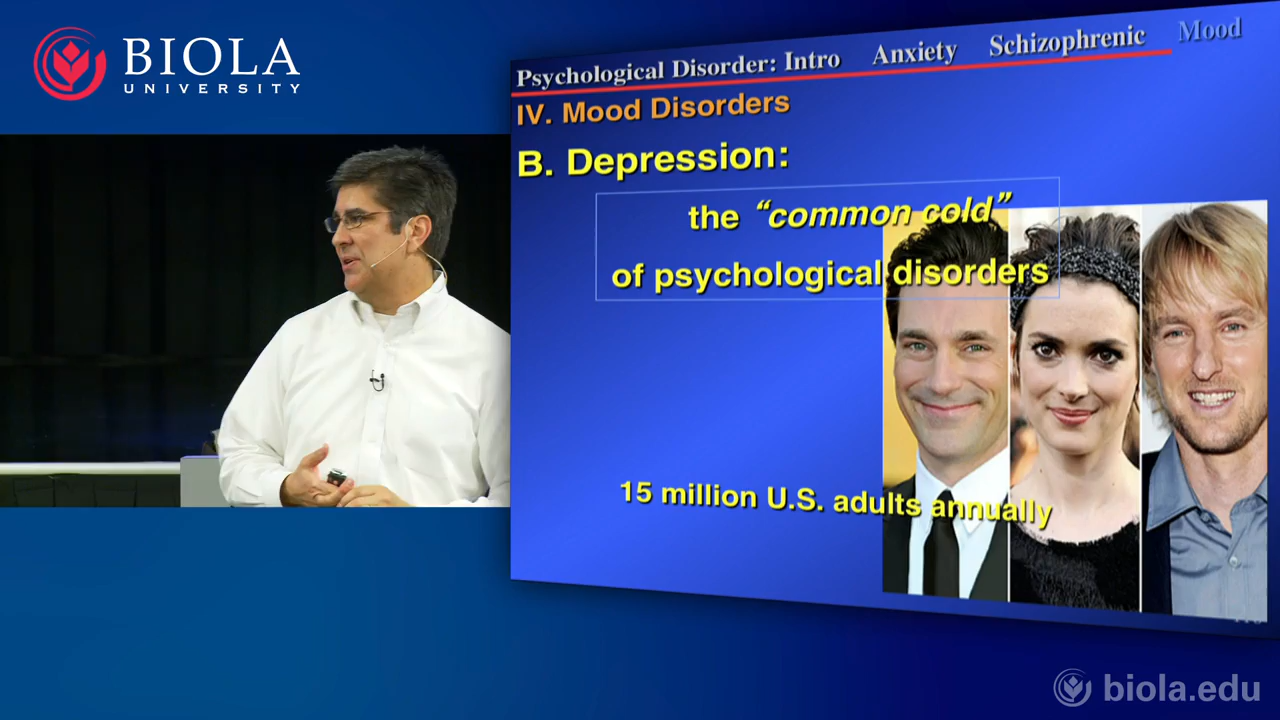 BIOLA
UNIVERSITY
Psychological Disorder: Intro Anxiety Schizophrenic Mood
IV. Mood Disorders
B. Depression:
the “common cold”
of psychological disorders
15 million U.S. adults annually
biola.edu